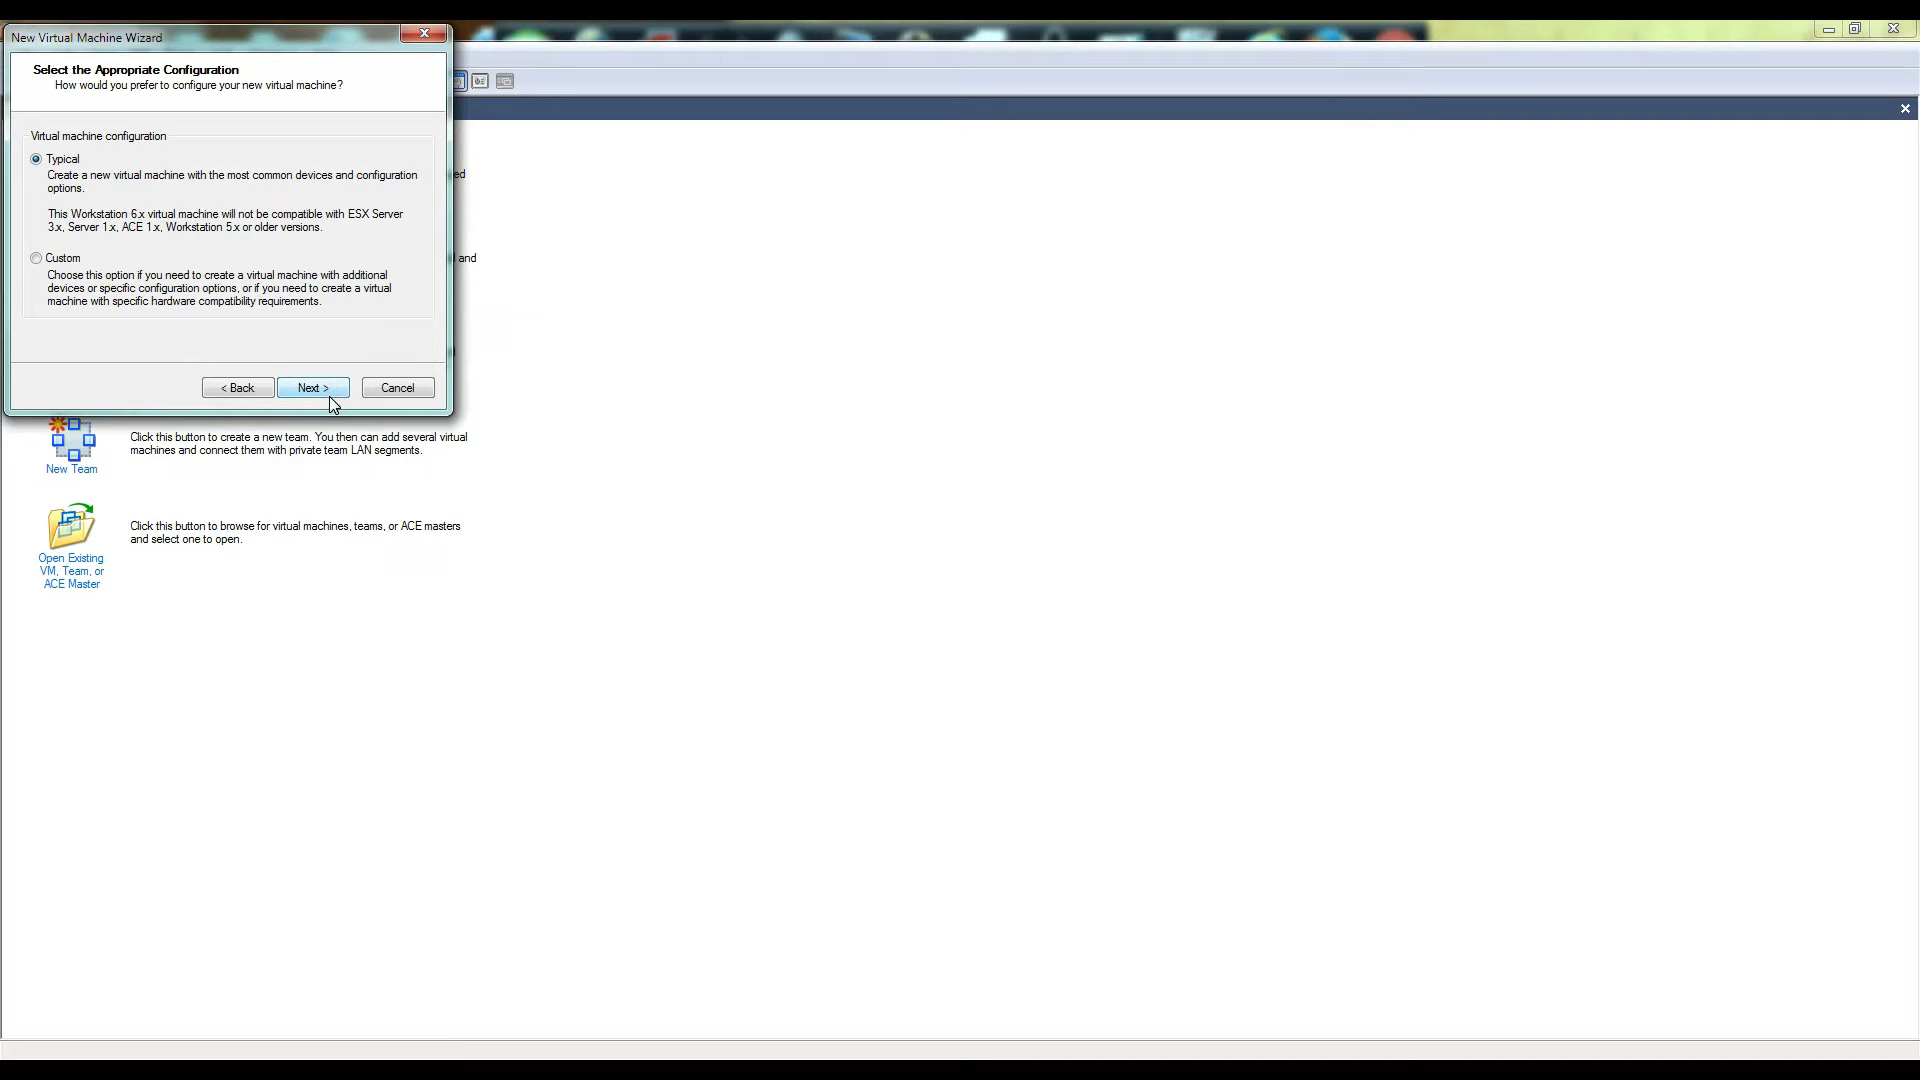 New Virtual Machine Wizard
Select the Appropriate Configuration
How would you prefer to configure your new virtual machine?
Virtual machine configuration
Typical
Create a new virtual machine with the most common devices and configuration
options.
This Workstation 6.x virtual machine will not be compatible with ESX Server
3.x, Server 1.x, ACE 1.x, Workstation 5.x or older versions.
Custom
Choose this option if you need to create a virtual machine with additional
devices or specific configuration options, or if you need to create a virtual
machine with specific hardware compatibility requirements.
< Back
Next >
Cancel
ed
and
Click this button to create a new team. You then can add several virtual
machines and connect them with private team LAN segments.
New Team
Click this button to browse for virtual machines, teams, or ACE masters
and select one to open.
Open Existing
VM, Team, or
ACE Master